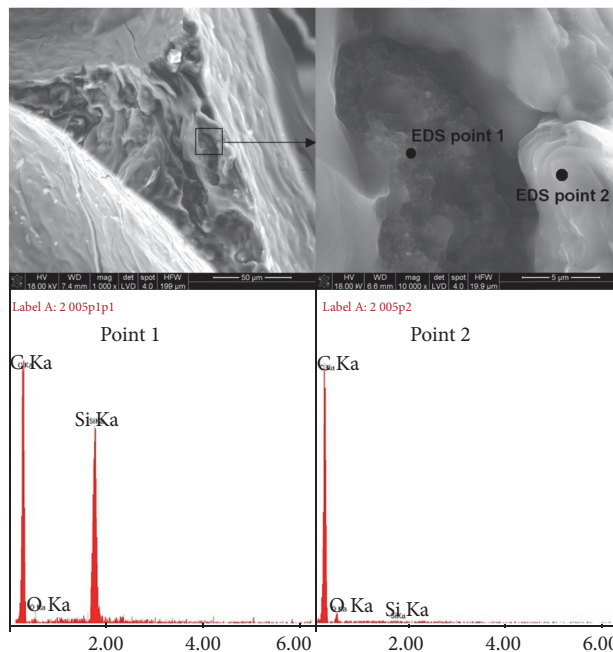 EDS point 1
EDS point 2
HV WD mag det spot HFW
18.00 kV 7.4 mm 1 000 x LVD 4.0 199 µm
50 µm
HV WD mag det spot HFW
18.00 kV 6.6 mm 10 000 x LVD 4.0 19.9 µm
5 µm
Label A: 2 005p1p1
Point 1
C Ka
Si Ka
O Ka
2.00 4.00 6.00
Label A: 2 005p2
Point 2
C Ka
O Ka
Si Ka
2.00 4.00 6.00